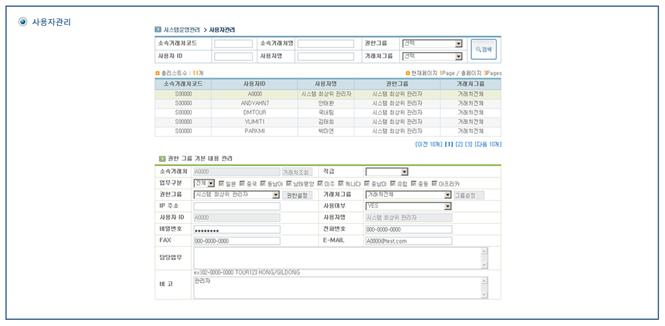 사용자관리
시스템운영관리 > 사용자관리
소속거래처코드 소속거래처명 권한그룹 선택 검색
사용자 ID 사용자명 거래처그룹 선택
총리스트수 : 11개 현재페이지 1Page / 총페이지 3Pages
소속거래처코드 사용자ID 사용자명 권한그룹 거래처그룹
S00000 A0000 시스템 최상위 관리자 시스템 최상위 관리자 거래처전체
S00000 ANDYAHN7 안태환 시스템 최상위 관리자 거래처전체
S00000 DMTOUR 국내팀 시스템 최상위 관리자 거래처전체
S00000 YUMIT1 김태희 시스템 최상위 관리자 거래처전체
S00000 PARKMI 박미연 시스템 최상위 관리자 거래처전체
[이전 10개] [1] [2] [3] [다음 10개]
권한 그룹 기본 내용 관리
소속거래처 A0000 거래처조회 직급
업무구분 전체 일본 중국 동남아 남태평양 미주 캐나다 중남미 유럽 중동 아프리카
권한그룹 시스템 최상위 관리자 권한설정 거래처그룹 거래처전체 그룹설정
IP 주소 사용여부 YES
사용자 ID A0000 사용자명 시스템 최상위 관리자
비밀번호 ******** 전화번호 000-0000-0000
FAX 000-0000-0000 E-MAIL A0000@test.com
담당업무
ex)02-0000-0000 TOUR123 HONG/GILDONG
비 고 관리자